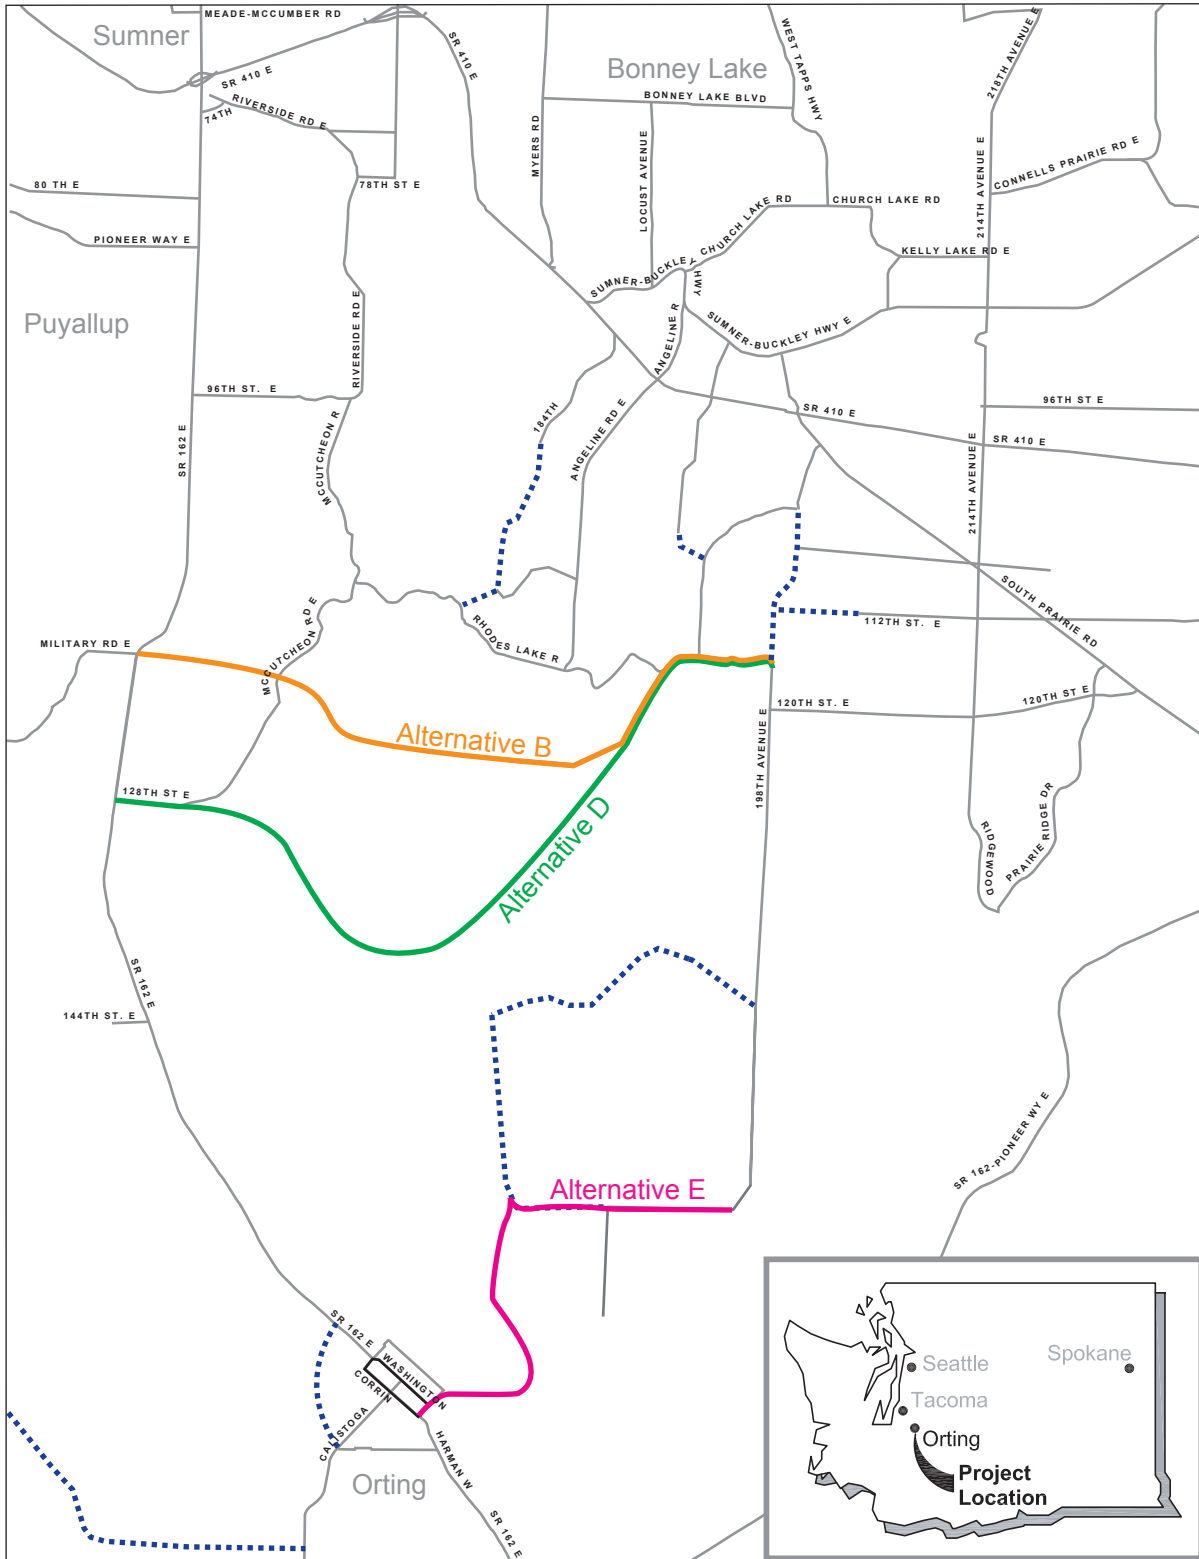 MEADE-MCCUMBER RD
Sumner
SR 410 E
SR 410 E
WEST TAPPS HWY
218TH AVENUE E
Bonney Lake
BONNEY LAKE BLVD
RIVERSIDE RD E
74TH
MYERS RD
LOCUST AVENUE
214TH AVENUE E
CONNELLS PRAIRIE RD E
80 TH E
78TH ST E
CHURCH LAKE RD
CHURCH LAKE RD
PIONEER WAY E
KELLY LAKE RD E
SUMNER-BUCKLEY HWY
Puyallup
RIVERSIDE RD E
ANGELINE R
SUMNER-BUCKLEY HWY E
96TH ST. E
184TH
SR 410 E
96TH ST E
SR 162 E
MCCUTCHEON R
ANGELINE RD E
214TH AVENUE E
SR 410 E
SOUTH PRAIRIE RD
MCCUTCHEON RD E
RHODES LAKE R
112TH ST. E
MILITARY RD E
120TH ST. E
120TH ST E
Alternative B
198TH AVENUE E
128TH ST E
Alternative D
RIDGEWOOD
PRAIRIE RIDGE DR
SR 162 E
144TH ST. E
SR 162-PIONEER WY E
Alternative E
SR 162 E
WASHINGTON
CORRIN
CALISTOGA
HARMAN W
Orting
SR 162 E
Seattle
Spokane
Tacoma
Orting
Project
Location